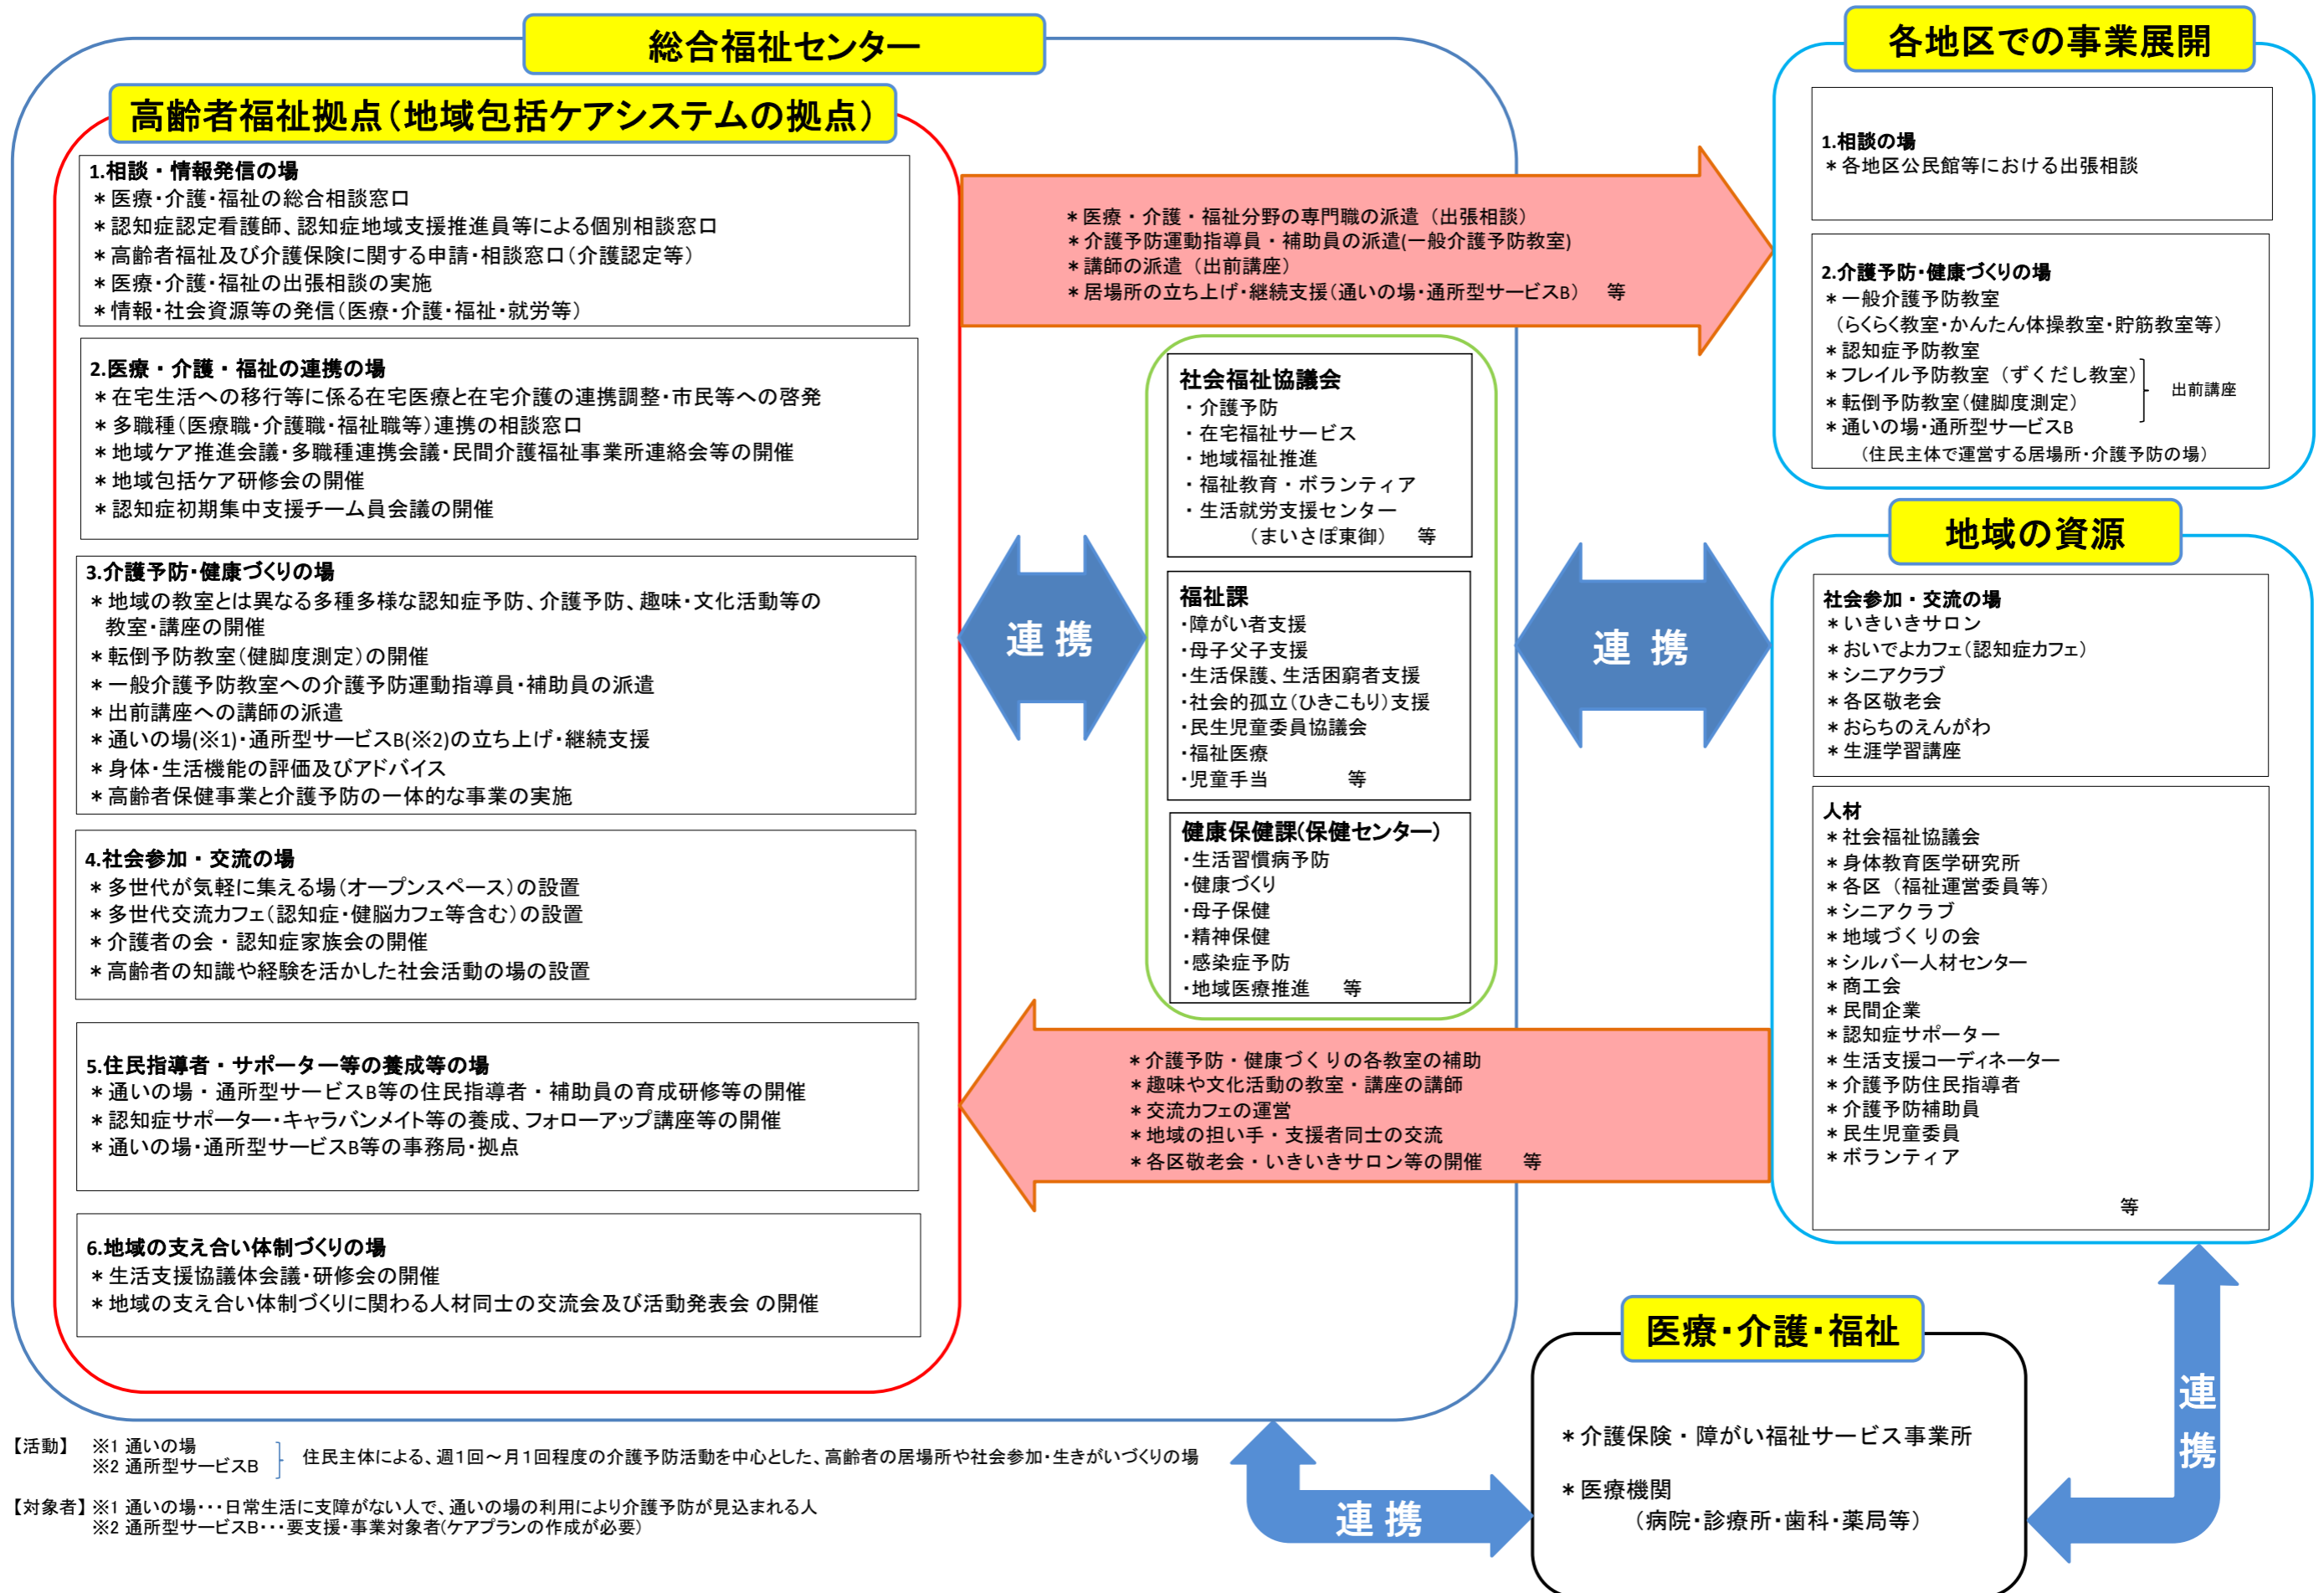 総合福祉センター
高齢者福祉拠点(地域包括ケアシステムの拠点)
1.相談・情報発信の場
＊医療・介護・福祉の総合相談窓口
＊認知症認定看護師、認知症地域支援推進員等による個別相談窓口
＊高齢者福祉及び介護保険に関する申請・相談窓口(介護認定等)
＊医療・介護・福祉の出張相談の実施
＊情報・社会資源等の発信(医療・介護・福祉・就労等)
2.医療・介護・福祉の連携の場
＊在宅生活への移行等に係る在宅医療と在宅介護の連携調整・市民等への啓発
＊多職種(医療職・介護職・福祉職等)連携の相談窓口
＊地域ケア推進会議・多職種連携会議・民間介護福祉事業所連絡会等の開催
＊地域包括ケア研修会の開催
＊認知症初期集中支援チーム員会議の開催
3.介護予防・健康づくりの場
＊地域の教室とは異なる多種多様な認知症予防、介護予防、趣味・文化活動等の
教室・講座の開催
＊転倒予防教室(健脚度測定)の開催
＊一般介護予防教室への介護予防運動指導員・補助員の派遣
＊出前講座への講師の派遣
＊通いの場(※1)・通所型サービスB(※2)の立ち上げ・継続支援
＊身体・生活機能の評価及びアドバイス
＊高齢者保健事業と介護予防の一体的な事業の実施
4.社会参加・交流の場
＊多世代が気軽に集える場(オープンスペース)の設置
＊多世代交流カフェ(認知症・健脳カフェ等含む)の設置
＊介護者の会・認知症家族会の開催
＊高齢者の知識や経験を活かした社会活動の場の設置
5.住民指導者・サポーター等の養成等の場
＊通いの場・通所型サービスB等の住民指導者・補助員の育成研修等の開催
＊認知症サポーター・キャラバンメイト等の養成、フォローアップ講座等の開催
＊通いの場・通所型サービスB等の事務局・拠点
6.地域の支え合い体制づくりの場
＊生活支援協議体会議・研修会の開催
＊地域の支え合い体制づくりに関わる人材同士の交流会及び活動発表会 の開催
＊医療・介護・福祉分野の専門職の派遣（出張相談）
＊介護予防運動指導員・補助員の派遣(一般介護予防教室)
＊講師の派遣（出前講座）
＊居場所の立ち上げ・継続支援(通いの場・通所型サービスB)　等
連携
社会福祉協議会
・介護予防
・在宅福祉サービス
・地域福祉推進
・福祉教育・ボランティア
・生活就労支援センター
（まいさぽ東御）　等
福祉課
・障がい者支援
・母子父子支援
・生活保護、生活困窮者支援
・社会的孤立(ひきこもり)支援
・民生児童委員協議会
・福祉医療
・児童手当　等
健康保健課(保健センター)
・生活習慣病予防
・健康づくり
・母子保健
・精神保健
・感染症予防
・地域医療推進　等
連携
＊介護予防・健康づくりの各教室の補助
＊趣味や文化活動の教室・講座の講師
＊交流カフェの運営
＊地域の担い手・支援者同士の交流
＊各区敬老会・いきいきサロン等の開催　等
各地区での事業展開
1.相談の場
＊各地区公民館等における出張相談
2.介護予防・健康づくりの場
＊一般介護予防教室
(らくらく教室・かんたん体操教室・貯筋教室等)
＊認知症予防教室
＊フレイル予防教室（ずくだし教室）
＊転倒予防教室(健脚度測定)
出前講座
＊通いの場・通所型サービスB
(住民主体で運営する居場所・介護予防の場)
地域の資源
社会参加・交流の場
＊いきいきサロン
＊おいでよカフェ(認知症カフェ)
＊シニアクラブ
＊各区敬老会
＊おらちのえんがわ
＊生涯学習講座
人材
＊社会福祉協議会
＊身体教育医学研究所
＊各区（福祉運営委員等）
＊シニアクラブ
＊地域づくりの会
＊シルバー人材センター
＊商工会
＊民間企業
＊認知症サポーター
＊生活支援コーディネーター
＊介護予防住民指導者
＊介護予防補助員
＊民生児童委員
＊ボランティア
等
連携
医療・介護・福祉
＊介護保険・障がい福祉サービス事業所
＊医療機関
(病院・診療所・歯科・薬局等)
連携
【活動】　※1 通いの場
※2 通所型サービスB
住民主体による、週1回～月1回程度の介護予防活動を中心とした、高齢者の居場所や社会参加・生きがいづくりの場
【対象者】※1 通いの場・・・日常生活に支障がない人で、通いの場の利用により介護予防が見込まれる人
※2 通所型サービスB・・・要支援・事業対象者(ケアプランの作成が必要)